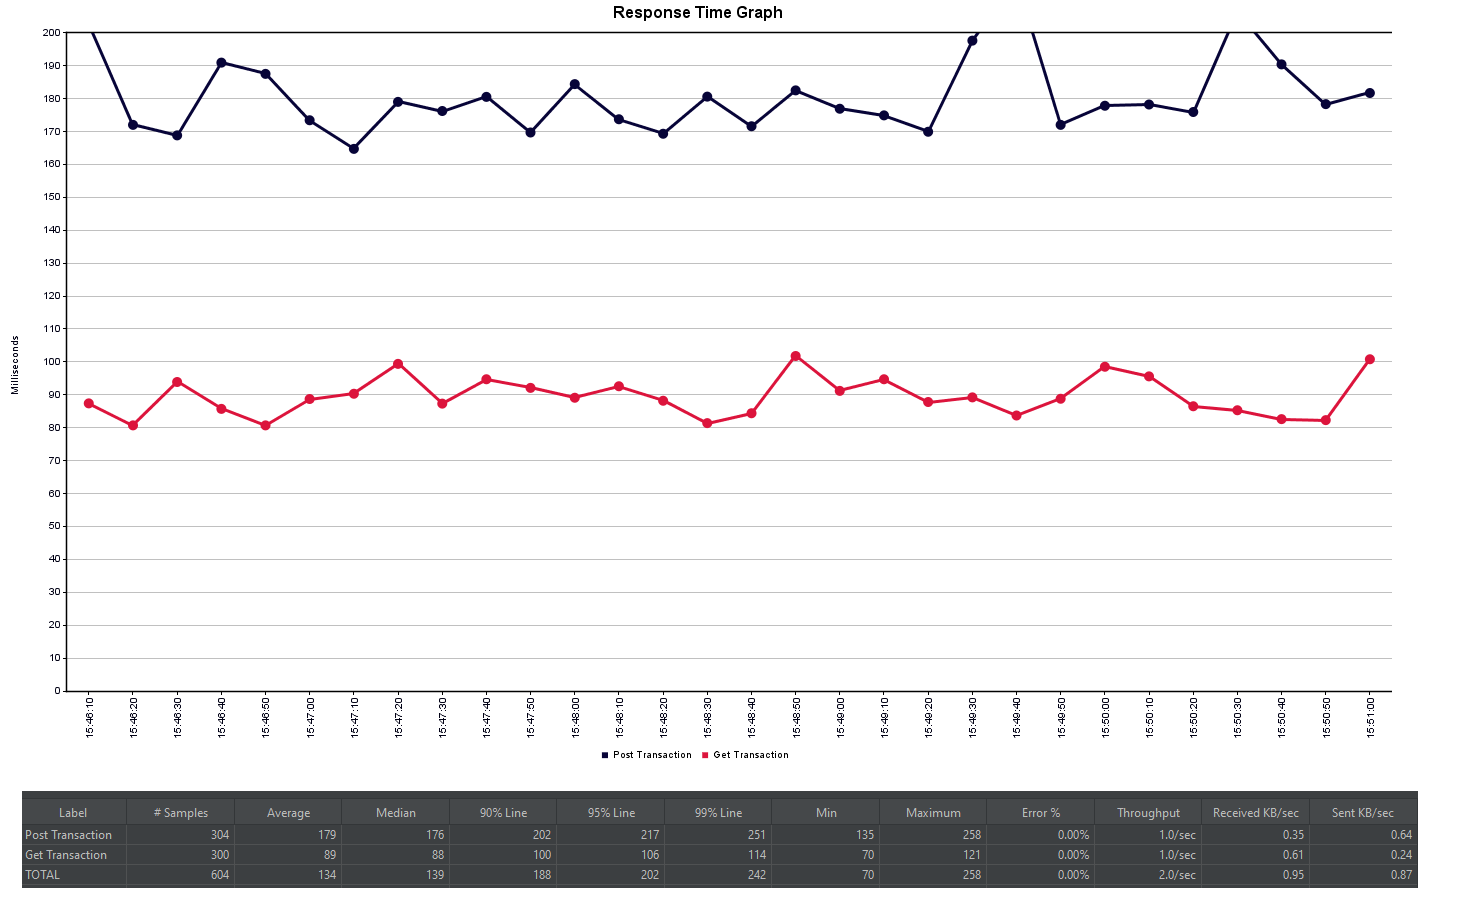 Response Time Graph
200
190
180
170
160
150
140
130
120
110
100
90
80
70
60
50
40
30
20
10
0
Milliseconds
15:46:10 15:46:20 15:46:30 15:46:40 15:46:50 15:47:00 15:47:10 15:47:20 15:47:30 15:47:40 15:47:50 15:48:00 15:48:10 15:48:20 15:48:30 15:48:40 15:48:50 15:49:00 15:49:10 15:49:20 15:49:30 15:49:40 15:49:50 15:50:00 15:50:10 15:50:20 15:50:30 15:50:40 15:50:50 15:51:00
Post Transaction Get Transaction
Label # Samples Average Median 90% Line 95% Line 99% Line Min Maximum Error % Throughput Received KB/sec Sent KB/sec
Post Transaction 304 179 176 202 217 251 135 258 0.00% 1.0/sec 0.35 0.64
Get Transaction 300 89 88 100 106 114 70 121 0.00% 1.0/sec 0.61 0.24
TOTAL 604 134 139 188 202 242 70 258 0.00% 2.0/sec 0.95 0.87